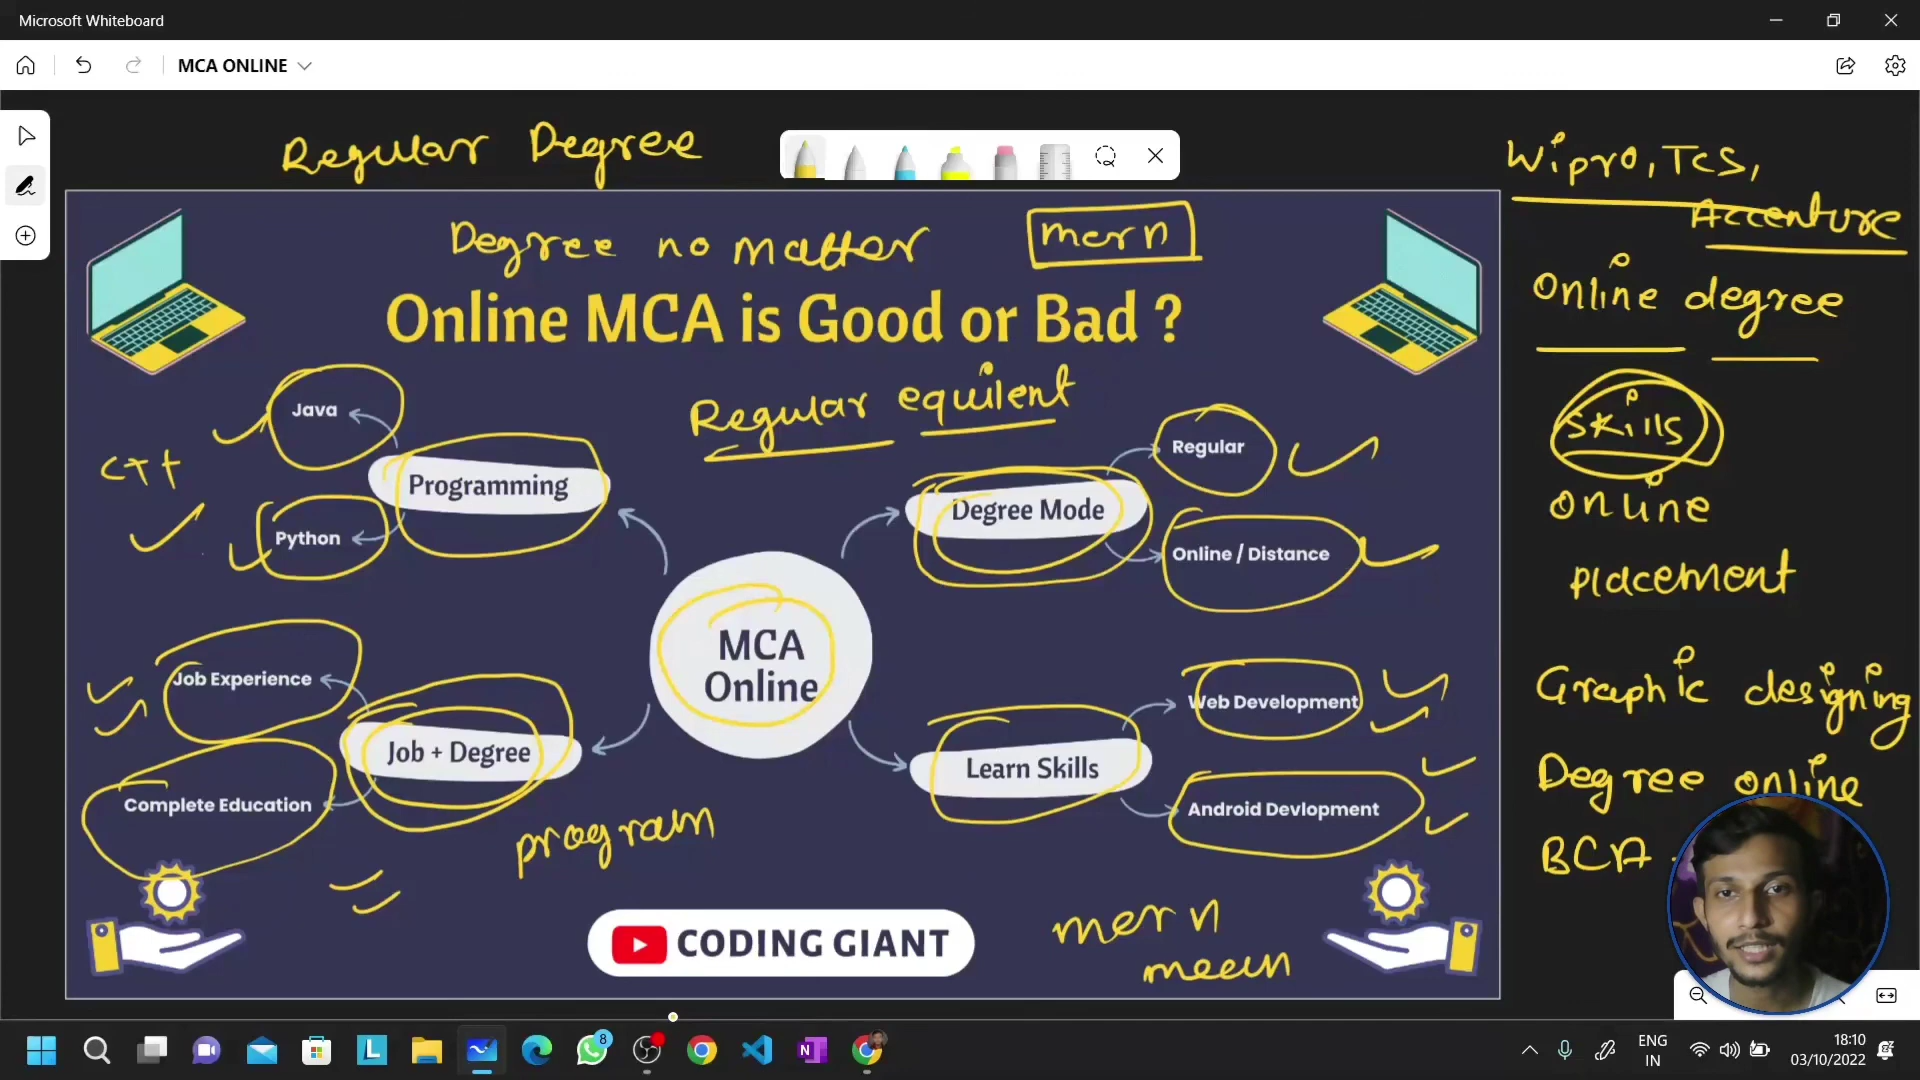 Microsoft Whiteboard
MCA ONLINE
Regular Degree
Wipro, TCS,
Accenture
Degree no matter
mern
Online MCA is Good or Bad ?
Online degree
Regular equilent
Java
C++
Programming
Python
Regular
Degree Mode
Online / Distance
Skills
Online
Placement
MCA
Online
Job Experience
Job + Degree
Complete Education
program
Web Development
Learn Skills
Android Devlopment
Graphic designing
Degree online
BCA
CODING GIANT
mern
mean
L
8
N
ENG
IN
18:10
03/10/2022